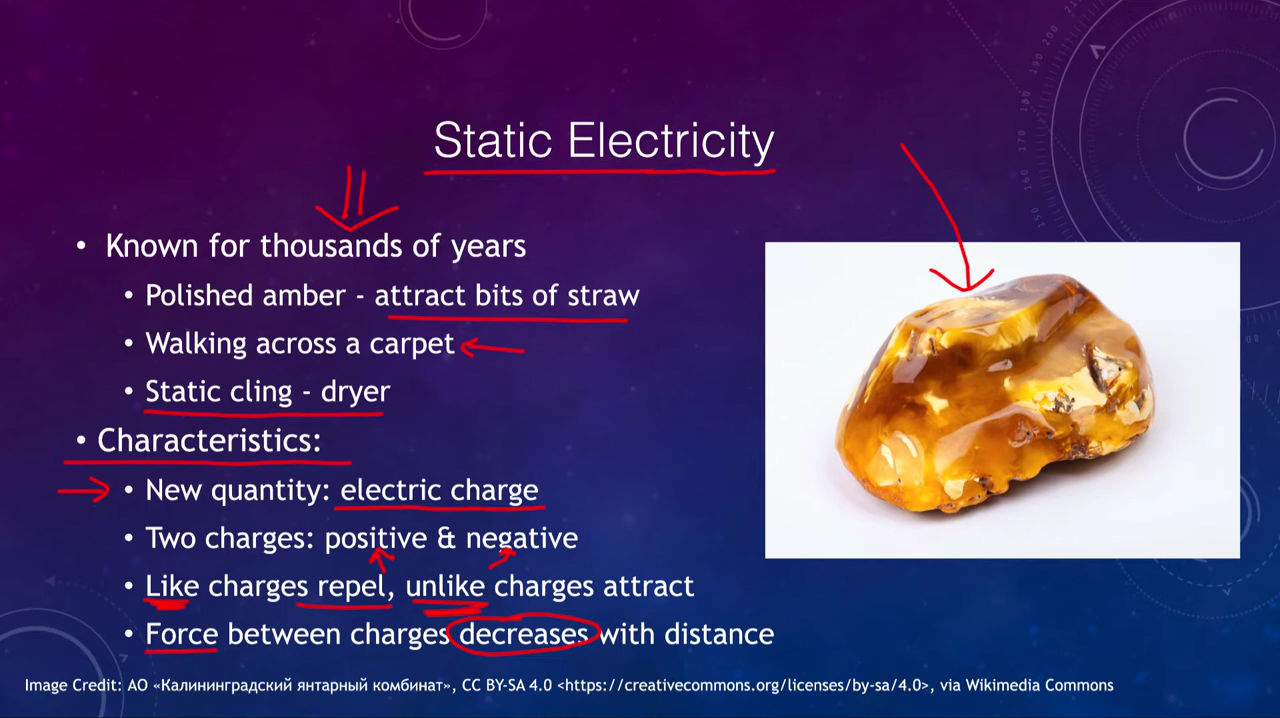 Static Electricity
• Known for thousands of years
• Polished amber - attract bits of straw
• Walking across a carpet
• Static cling - dryer
• Characteristics:
• New quantity: electric charge
• Two charges: positive & negative
• Like charges repel, unlike charges attract
• Force between charges decreases with distance
Image Credit: АО «Калининградский янтарный комбинат», CC BY-SA 4.0 <https://creativecommons.org/licenses/by-sa/4.0>, via Wikimedia Commons